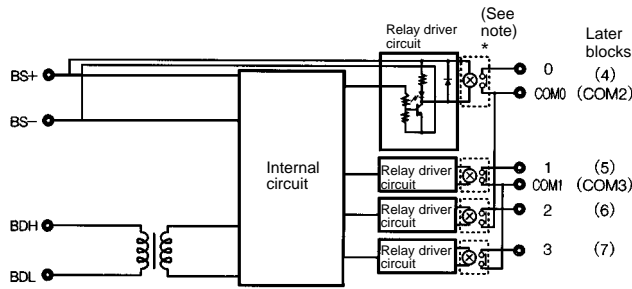 Relay driver
circuit
(See
note)
*
Later
blocks
BS+
BS−
BDH
BDL
Internal
circuit
0 (4)
COM0 (COM2)
Relay driver
circuit
1 (5)
COM1 (COM3)
Relay driver
circuit
2 (6)
Relay driver
circuit
3 (7)